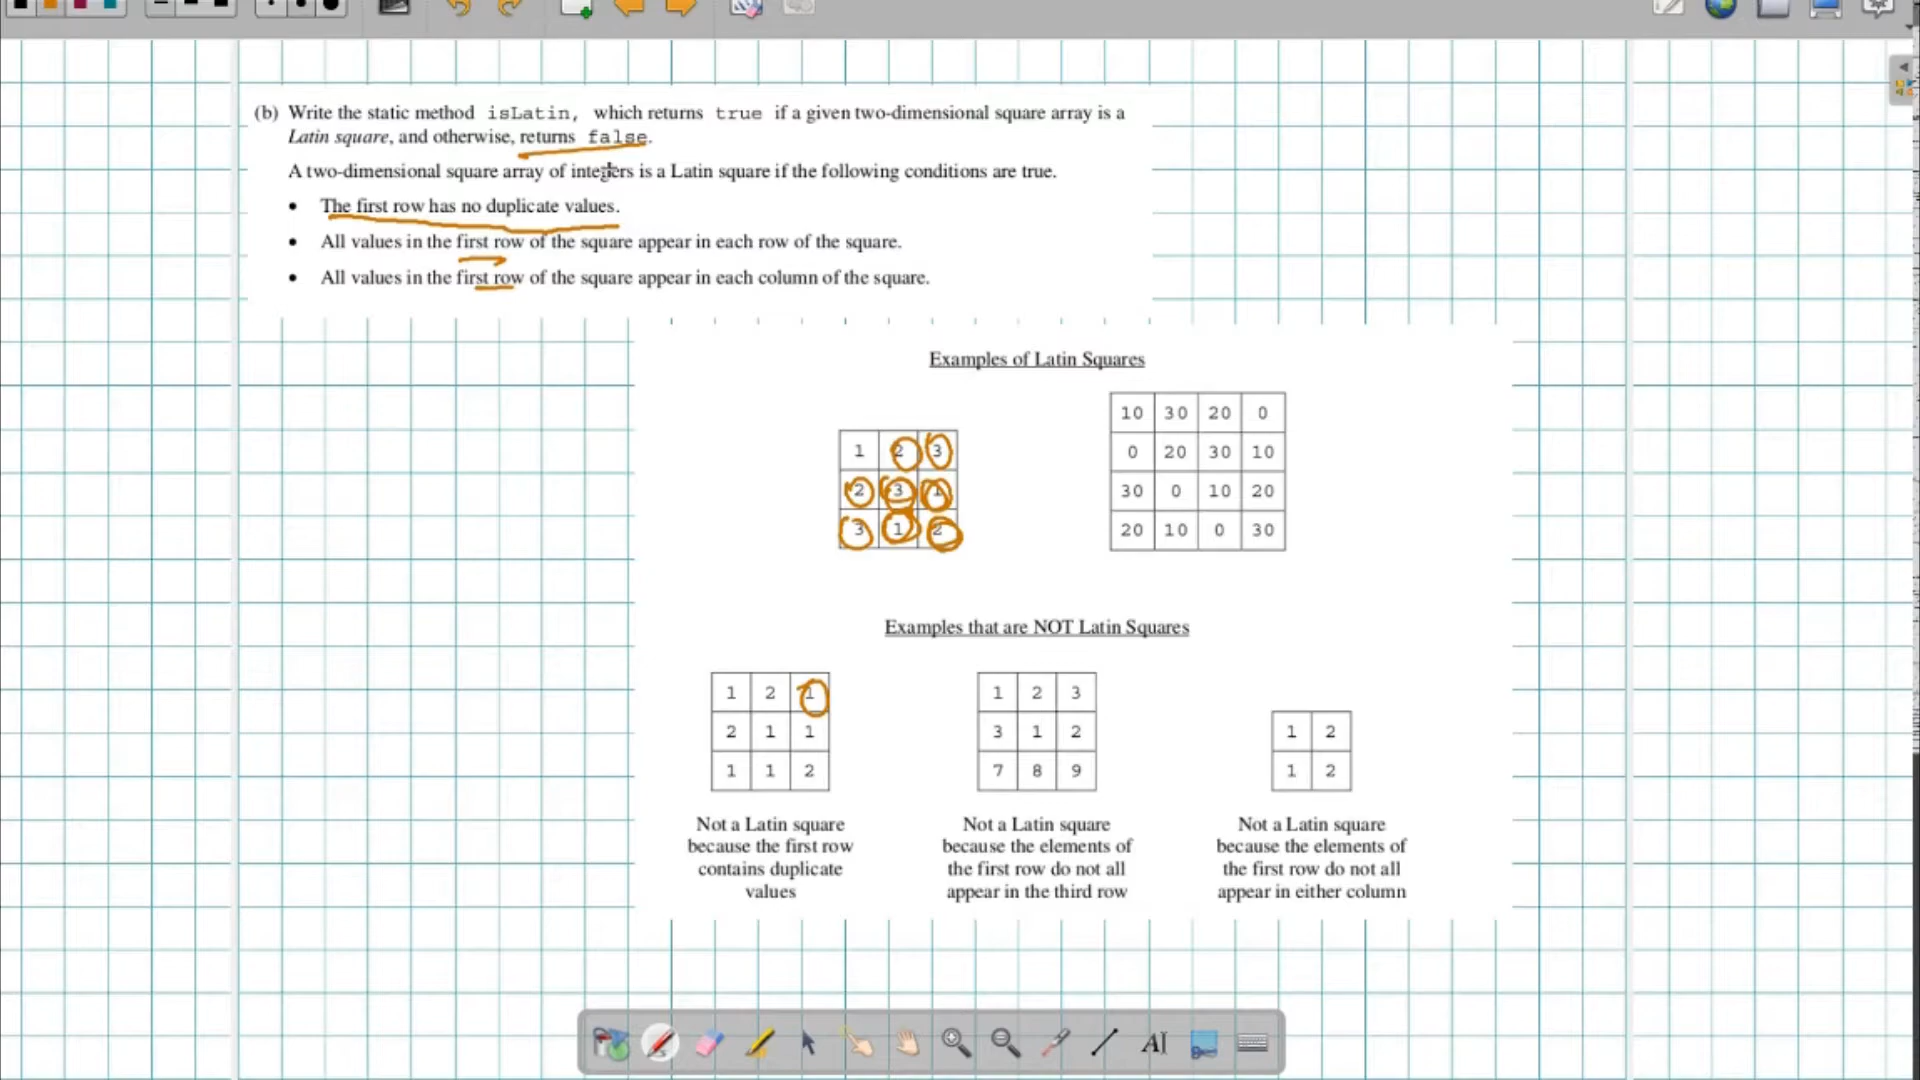 (b) Write the static method isLatin, which returns true if a given two-dimensional square array is a
Latin square, and otherwise, returns false.
A two-dimensional square array of integers is a Latin square if the following conditions are true.
• The first row has no duplicate values.
• All values in the first row of the square appear in each row of the square.
• All values in the first row of the square appear in each column of the square.
Examples of Latin Squares
1 2 3
2 3 1
3 1 2
10 30 20 0
0 20 30 10
30 0 10 20
20 10 0 30
Examples that are NOT Latin Squares
1 2 1
2 1 1
1 1 2
Not a Latin square
because the first row
contains duplicate
values
1 2 3
3 1 2
7 8 9
Not a Latin square
because the elements of
the first row do not all
appear in the third row
1 2
1 2
Not a Latin square
because the elements of
the first row do not all
appear in either column
AI